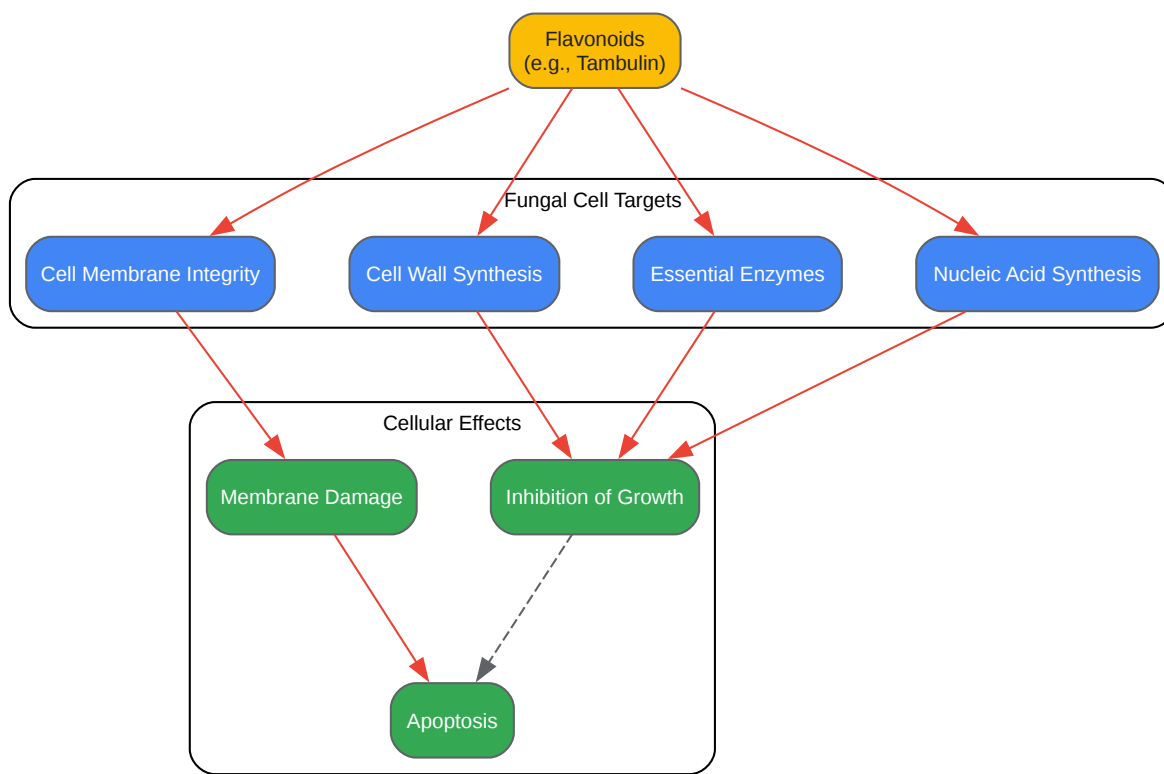 Flavonoids
(e.g., Tambulin)
Fungal Cell Targets
Cell Membrane Integrity
Cell Wall Synthesis
Essential Enzymes
Nucleic Acid Synthesis
Cellular Effects
Membrane Damage
Inhibition of Growth
Apoptosis